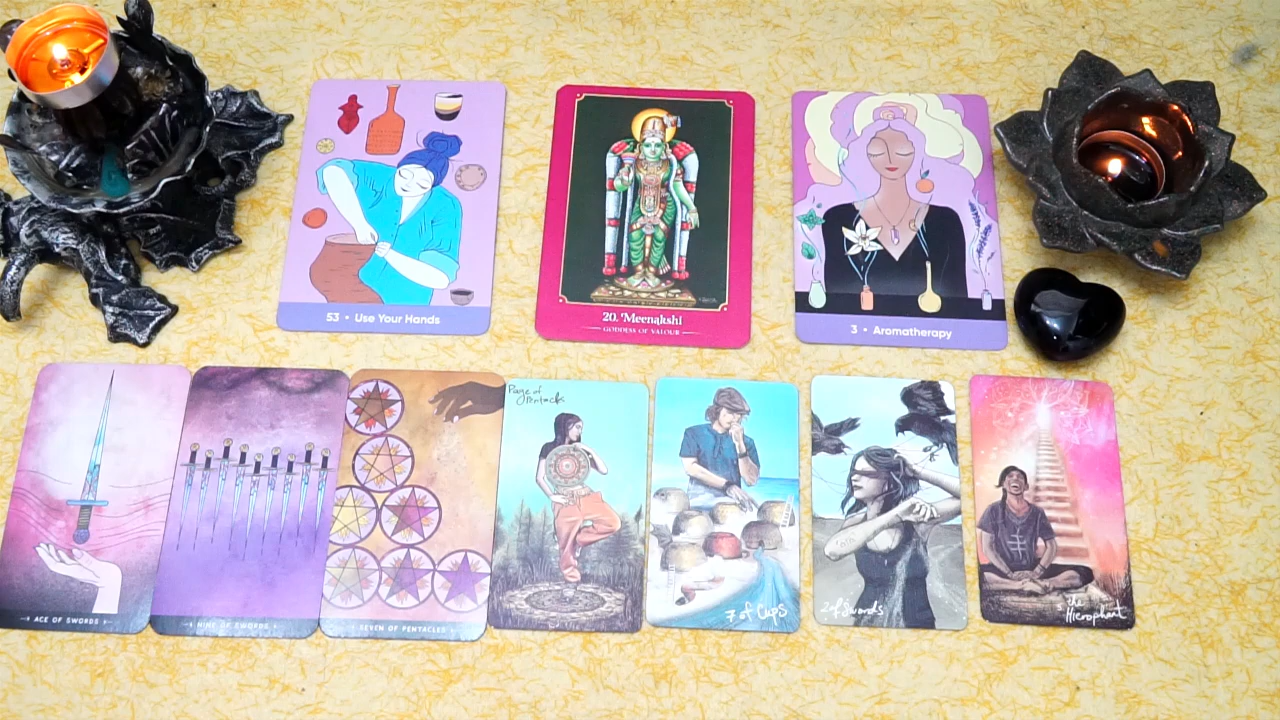 53 • Use Your Hands
20. Meenakshi
GODDESS OF VALOUR
3 • Aromatherapy
ACE OF SWORDS
NINE OF SWORDS
SEVEN OF PENTACLES
Page of
Pentacles
7 of Cups
2 of Swords
5 the
Hierophant